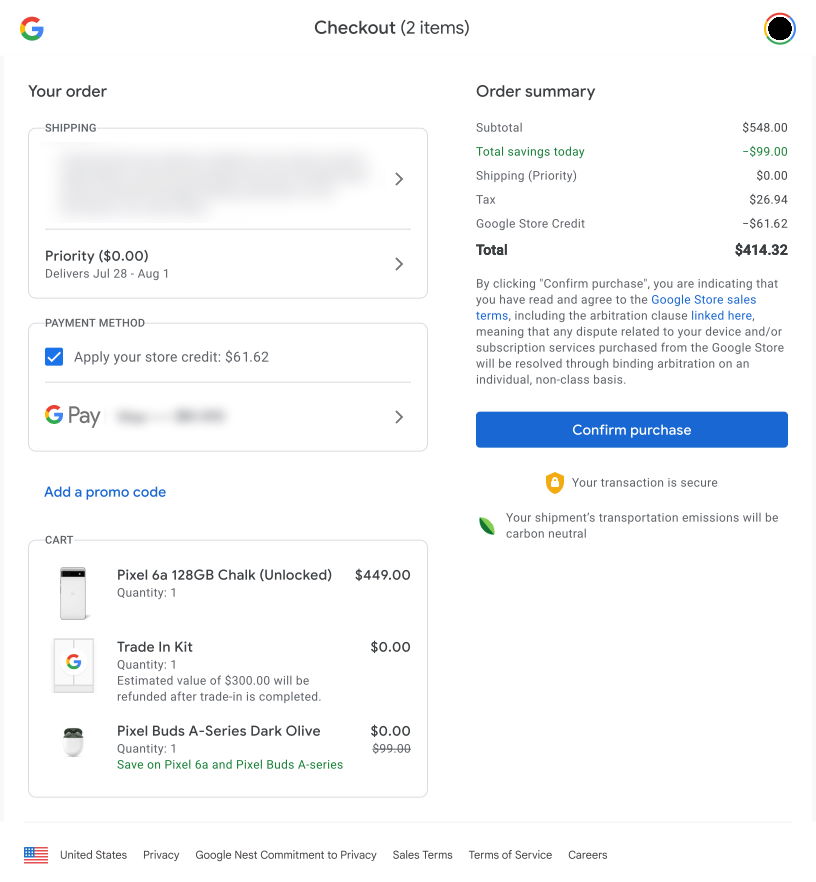 Checkout (2 items)
Your order
SHIPPING
Priority ($0.00)
Delivers Jul 28 - Aug 1
PAYMENT METHOD
Apply your store credit: $61.62
G Pay
Add a promo code
CART
Pixel 6a 128GB Chalk (Unlocked) $449.00
Quantity: 1
Trade In Kit $0.00
Quantity: 1
Estimated value of $300.00 will be
refunded after trade-in is completed.
Pixel Buds A-Series Dark Olive $0.00
Quantity: 1 $99.00
Save on Pixel 6a and Pixel Buds A-series
Order summary
Subtotal $548.00
Total savings today −$99.00
Shipping (Priority) $0.00
Tax $26.94
Google Store Credit −$61.62
Total $414.32
By clicking "Confirm purchase", you are indicating that
you have read and agree to the Google Store sales
terms, including the arbitration clause linked here,
meaning that any dispute related to your device and/or
subscription services purchased from the Google Store
will be resolved through binding arbitration on an
individual, non-class basis.
Confirm purchase
Your transaction is secure
Your shipment's transportation emissions will be
carbon neutral
United States Privacy Google Nest Commitment to Privacy Sales Terms Terms of Service Careers